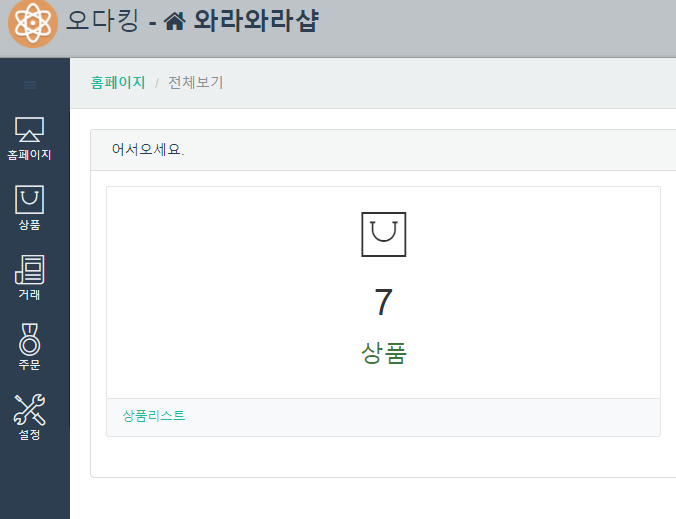 오다킹 - 와라와라샵
홈페이지 / 전체보기
홈페이지
상품
거래
주문
설정
어서오세요.
7
상품
상품리스트